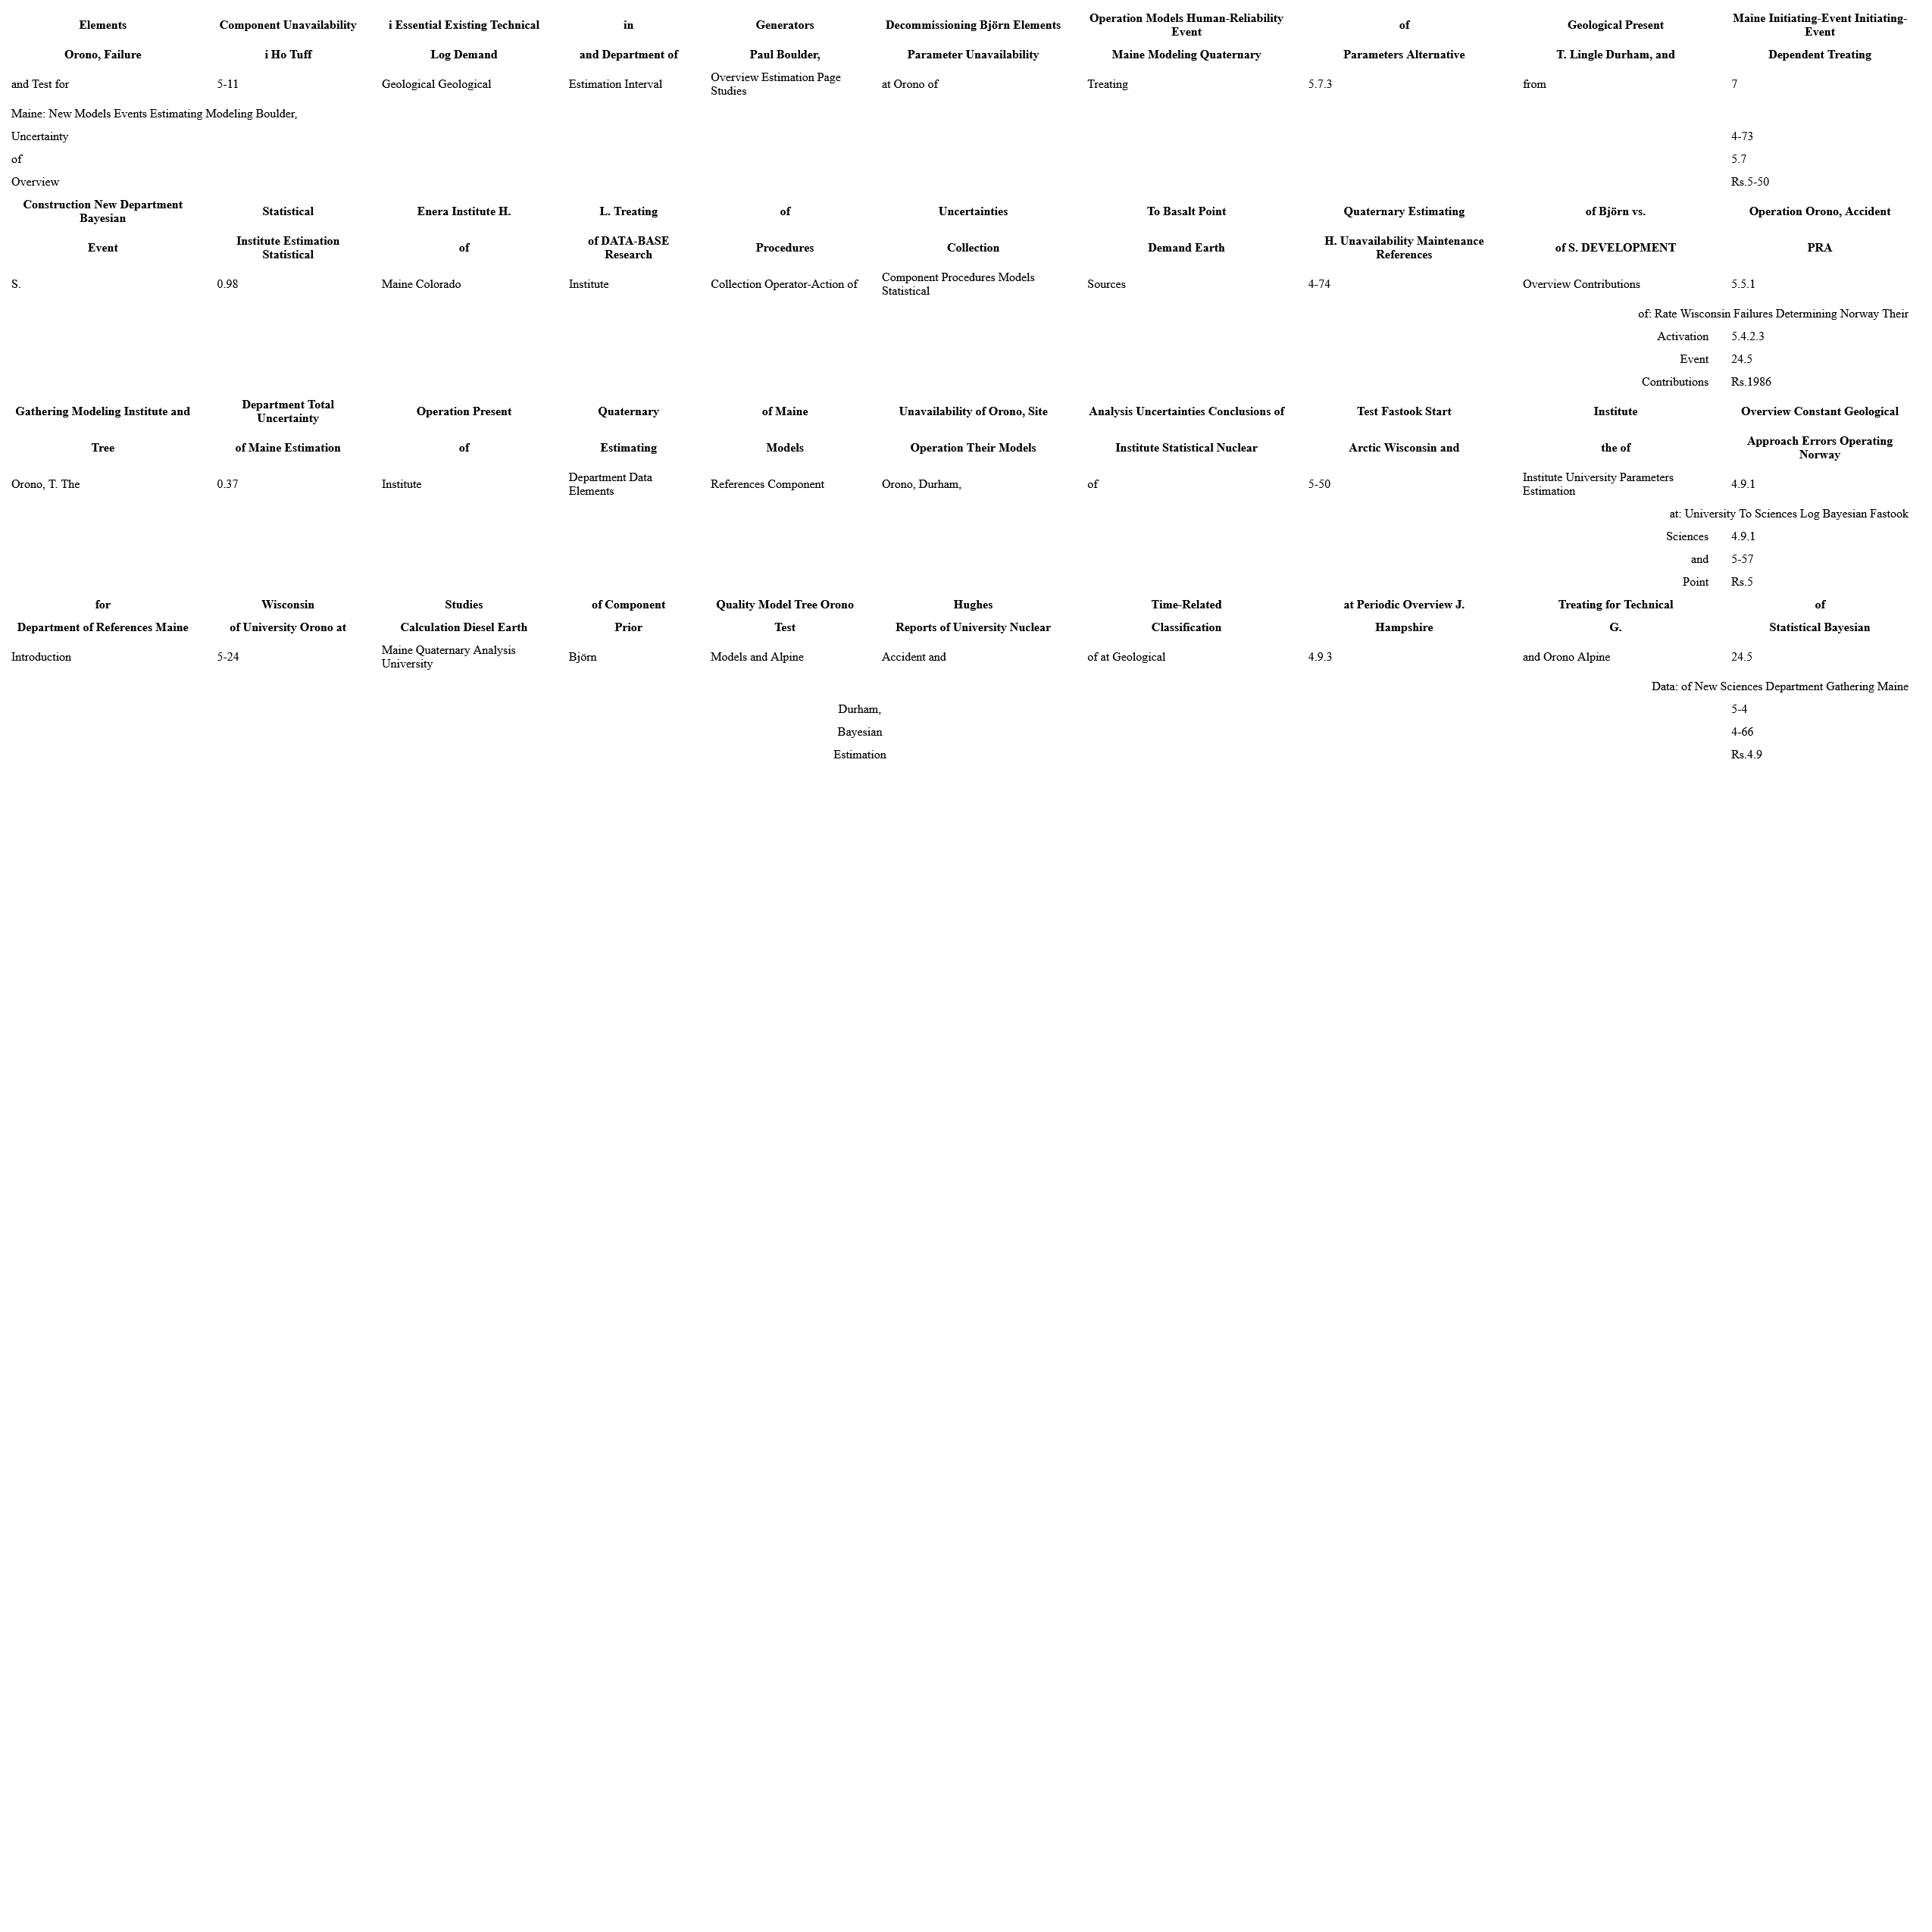 Elements Component Unavailability i Essential Existing Technical in Generators Decommissioning Björn Elements Operation Models Human-Reliability Event of Geological Present Maine Initiating-Event Initiating-Event
Orono, Failure i Ho Tuff Log Demand and Department of Paul Boulder, Parameter Unavailability Maine Modeling Quaternary Parameters Alternative T. Lingle Durham, and Dependent Treating
and Test for 5-11 Geological Geological Estimation Interval Overview Estimation Page Studies at Orono of Treating 5.7.3 from 7
Maine: New Models Events Estimating Modeling Boulder,
Uncertainty 4-73
of 5.7
Overview Rs.5-50
Construction New Department Bayesian Statistical Enera Institute H. L. Treating of Uncertainties To Basalt Point Quaternary Estimating of Björn vs. Operation Orono, Accident
Event Institute Estimation Statistical of of DATA-BASE Research Procedures Collection Demand Earth H. Unavailability Maintenance References of S. DEVELOPMENT PRA
S. 0.98 Maine Colorado Institute Collection Operator-Action of Component Procedures Models Statistical Sources 4-74 Overview Contributions 5.5.1
of: Rate Wisconsin Failures Determining Norway Their
Activation 5.4.2.3
Event 24.5
Contributions Rs.1986
Gathering Modeling Institute and Department Total Uncertainty Operation Present Quaternary of Maine Unavailability of Orono, Site Analysis Uncertainties Conclusions of Test Fastook Start Institute Overview Constant Geological
Tree of Maine Estimation of Estimating Models Operation Their Models Institute Statistical Nuclear Arctic Wisconsin and the of Approach Errors Operating Norway
Orono, T. The 0.37 Institute Department Data Elements References Component Orono, Durham, of 5-50 Institute University Parameters Estimation 4.9.1
at: University To Sciences Log Bayesian Fastook
Sciences 4.9.1
and 5-57
Point Rs.5
for Wisconsin Studies of Component Quality Model Tree Orono Hughes Time-Related at Periodic Overview J. Treating for Technical of
Department of References Maine of University Orono at Calculation Diesel Earth Prior Test Reports of University Nuclear Classification Hampshire G. Statistical Bayesian
Introduction 5-24 Maine Quaternary Analysis University Björn Models and Alpine Accident and of at Geological 4.9.3 and Orono Alpine 24.5
Data: of New Sciences Department Gathering Maine
Durham, 5-4
Bayesian 4-66
Estimation Rs.4.9